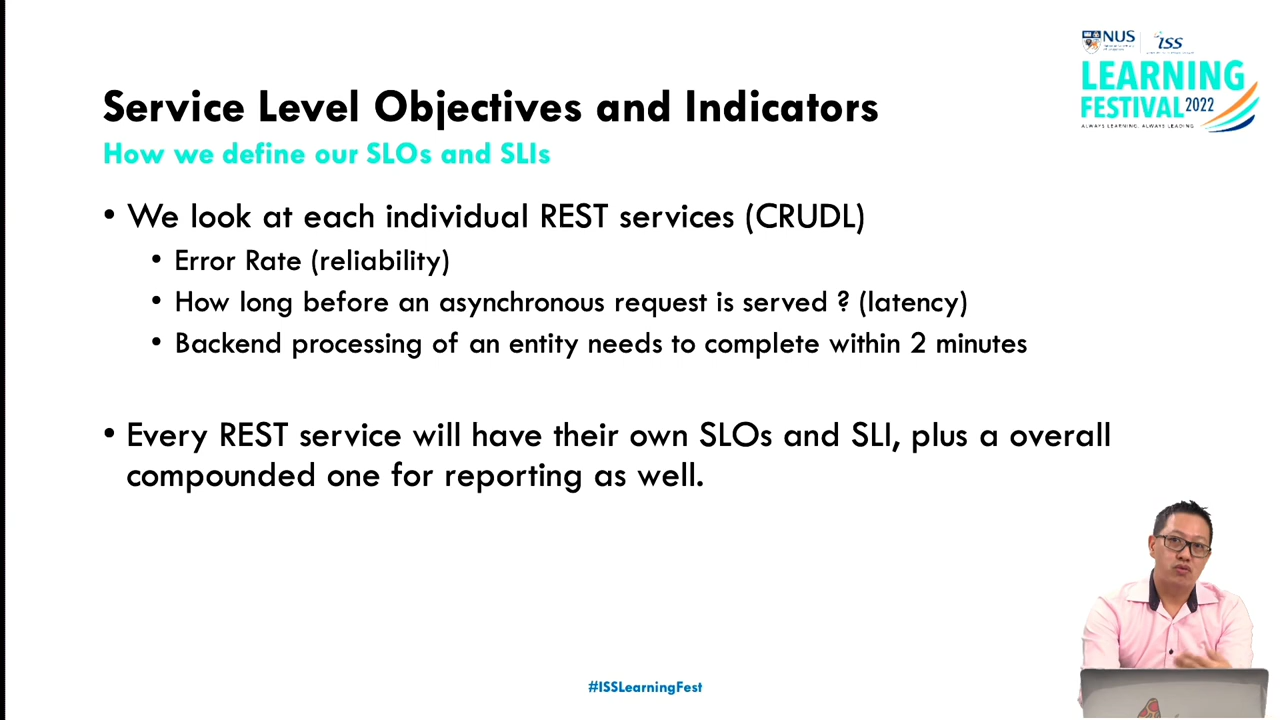 NUS
iss
LEARNING
FESTIVAL 2022
ALWAYS LEARNING, ALWAYS LEADING
Service Level Objectives and Indicators
How we define our SLOs and SLIs
• We look at each individual REST services (CRUDL)
• Error Rate (reliability)
• How long before an asynchronous request is served ? (latency)
• Backend processing of an entity needs to complete within 2 minutes
• Every REST service will have their own SLOs and SLI, plus a overall
compounded one for reporting as well.
#ISSLearningFest